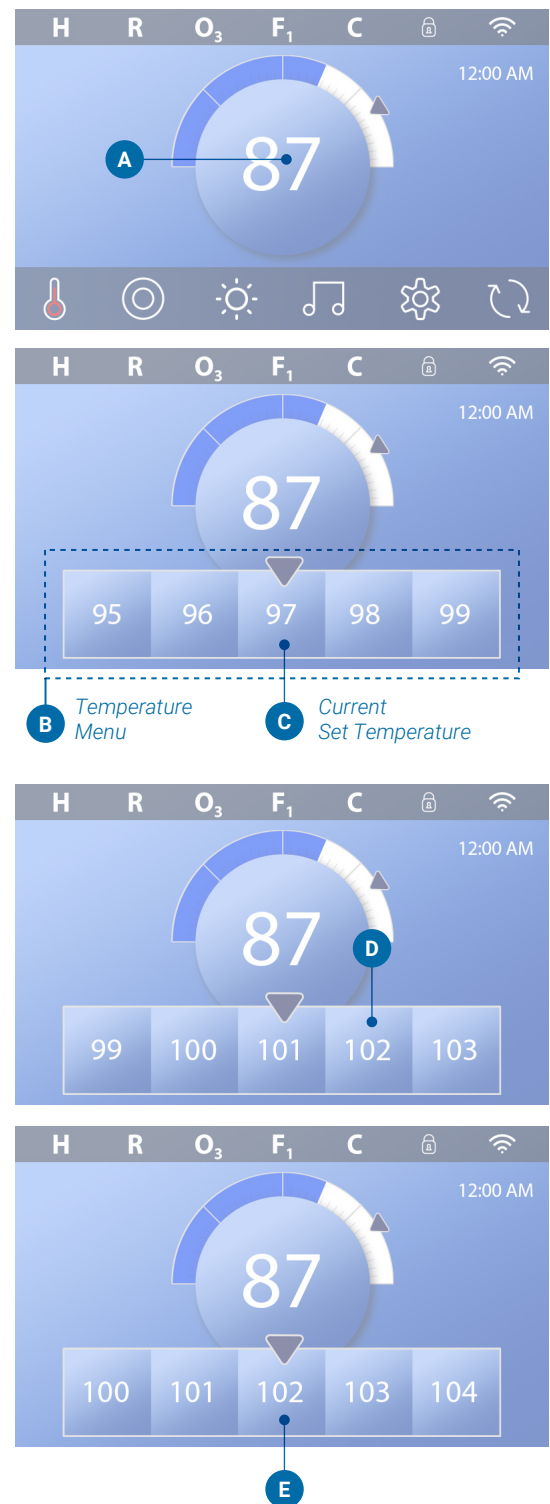 H R O₃ F₁ C
12:00 AM
A
87
H R O₃ F₁ C
12:00 AM
87
95 96 97 98 99
B Temperature Menu
C Current Set Temperature
H R O₃ F₁ C
12:00 AM
87
D
99 100 101 102 103
H R O₃ F₁ C
12:00 AM
87
100 101 102 103 104
E